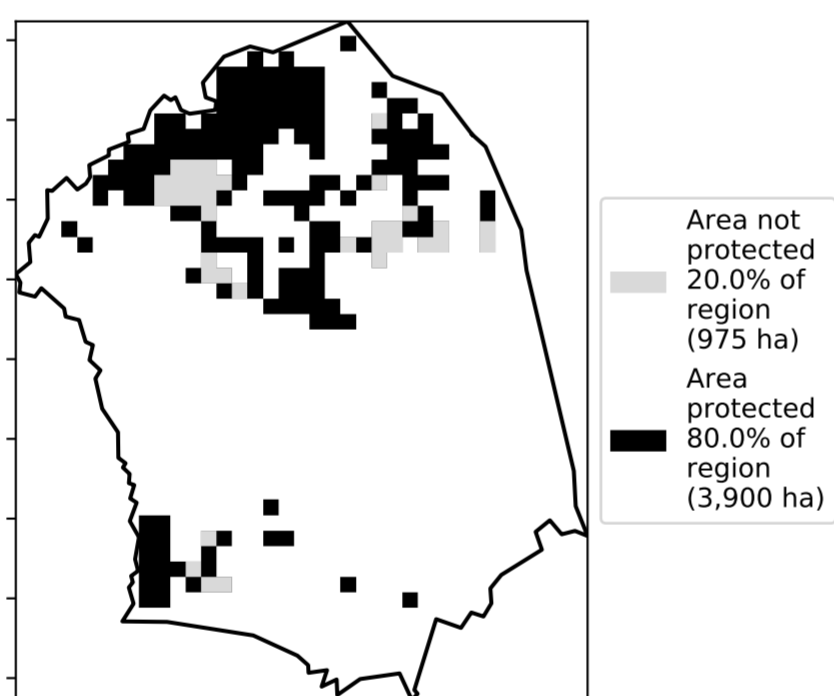 Area not
protected
20.0% of
region
(975 ha)
Area
protected
80.0% of
region
(3,900 ha)